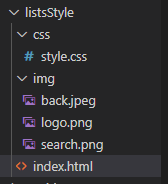 listsStyle
css
# style.css
img
back.jpeg
logo.png
search.png
<> index.html